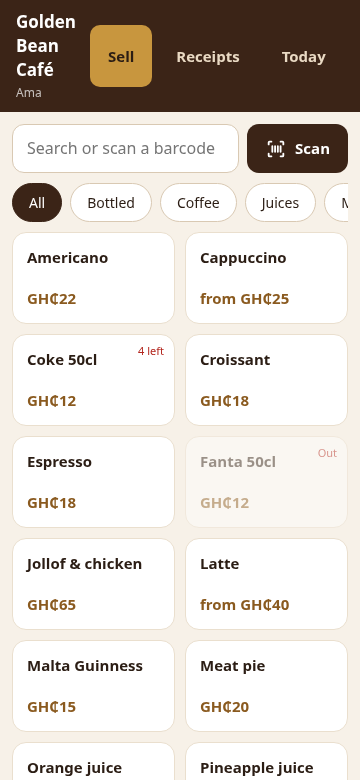 Golden
Bean
Café
Ama
Sell
Receipts
Today
Search or scan a barcode
Scan
All
Bottled
Coffee
Juices
Americano
GH₵22
Cappuccino
from GH₵25
Coke 50cl
4 left
GH₵12
Croissant
GH₵18
Espresso
GH₵18
Fanta 50cl
Out
GH₵12
Jollof & chicken
GH₵65
Latte
from GH₵40
Malta Guinness
GH₵15
Meat pie
GH₵20
Orange juice
Pineapple juice